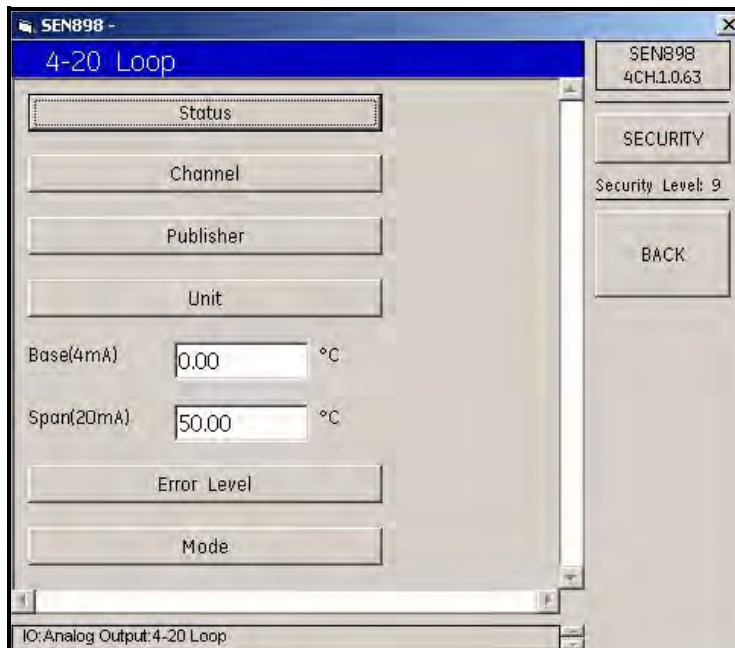 SEN898 -
4-20 Loop
SEN898
4CH.1.0.63
Status
SECURITY
Channel
Security Level: 9
Publisher
BACK
Unit
Base(4mA) 0.00 °C
Span(20mA) 50.00 °C
Error Level
Mode
IO:Analog Output:4-20 Loop